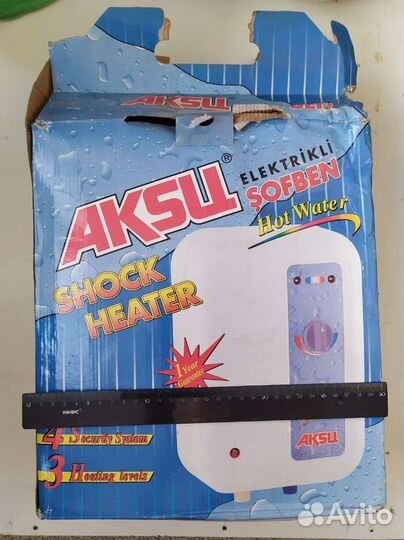 AKSU
AKSU®
ELEKTRİKLİ
ŞOFBEN
Hot Water
SHOCK
HEATER
1 Year
Guarantee
4 Security System
3 Heating levels
AKSU
Avito